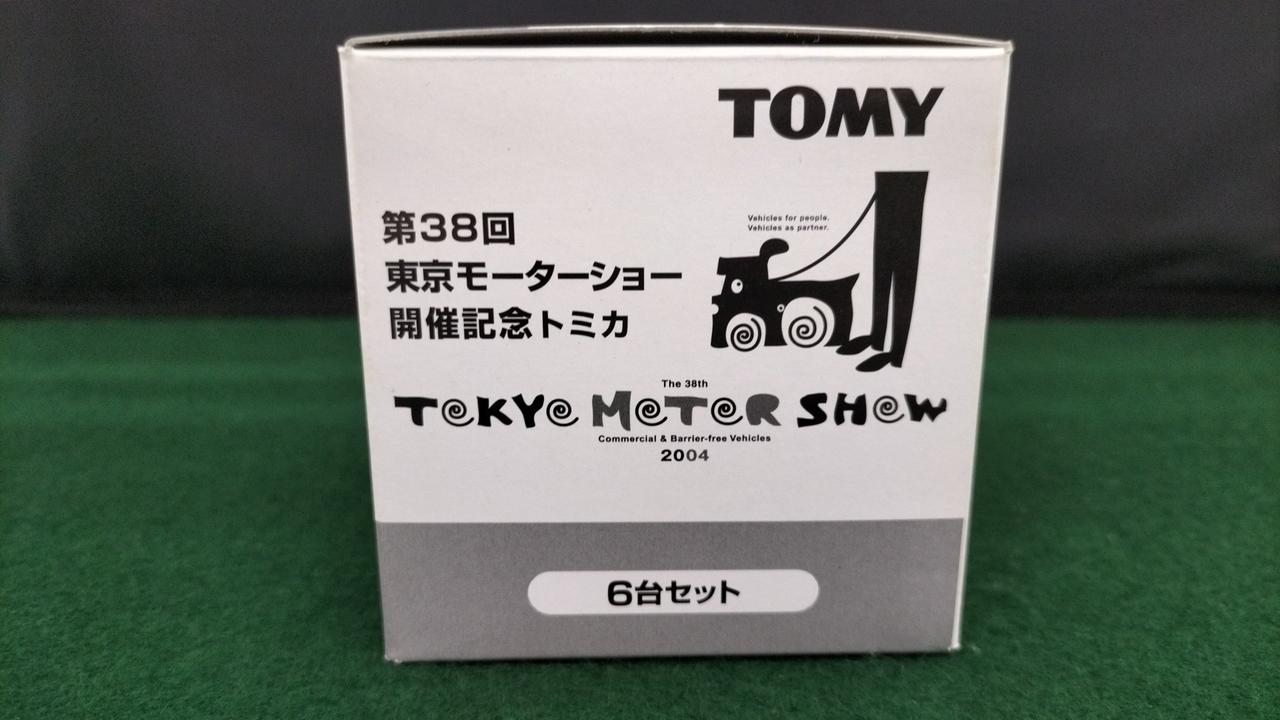 TOMY
Vehicles for people.
Vehicles as partner.
第38回
東京モーターショー
開催記念トミカ
The 38th
TOKYO MOTOR SHOW
Commercial & Barrier-free Vehicles
2004
6台セット